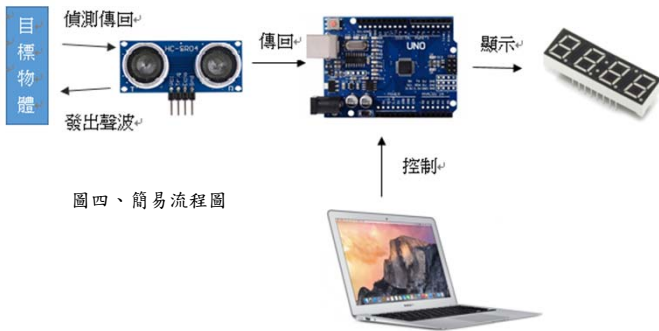 目標物體
偵測傳回
發出聲波
HC-SR04
傳回
UNO
顯示
控制
圖四、簡易流程圖